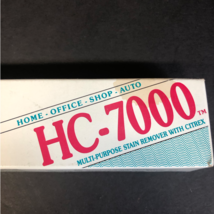 HOME - OFFICE - SHOP - AUTO
HC-7000™
MULTI-PURPOSE STAIN REMOVER WITH CITREX